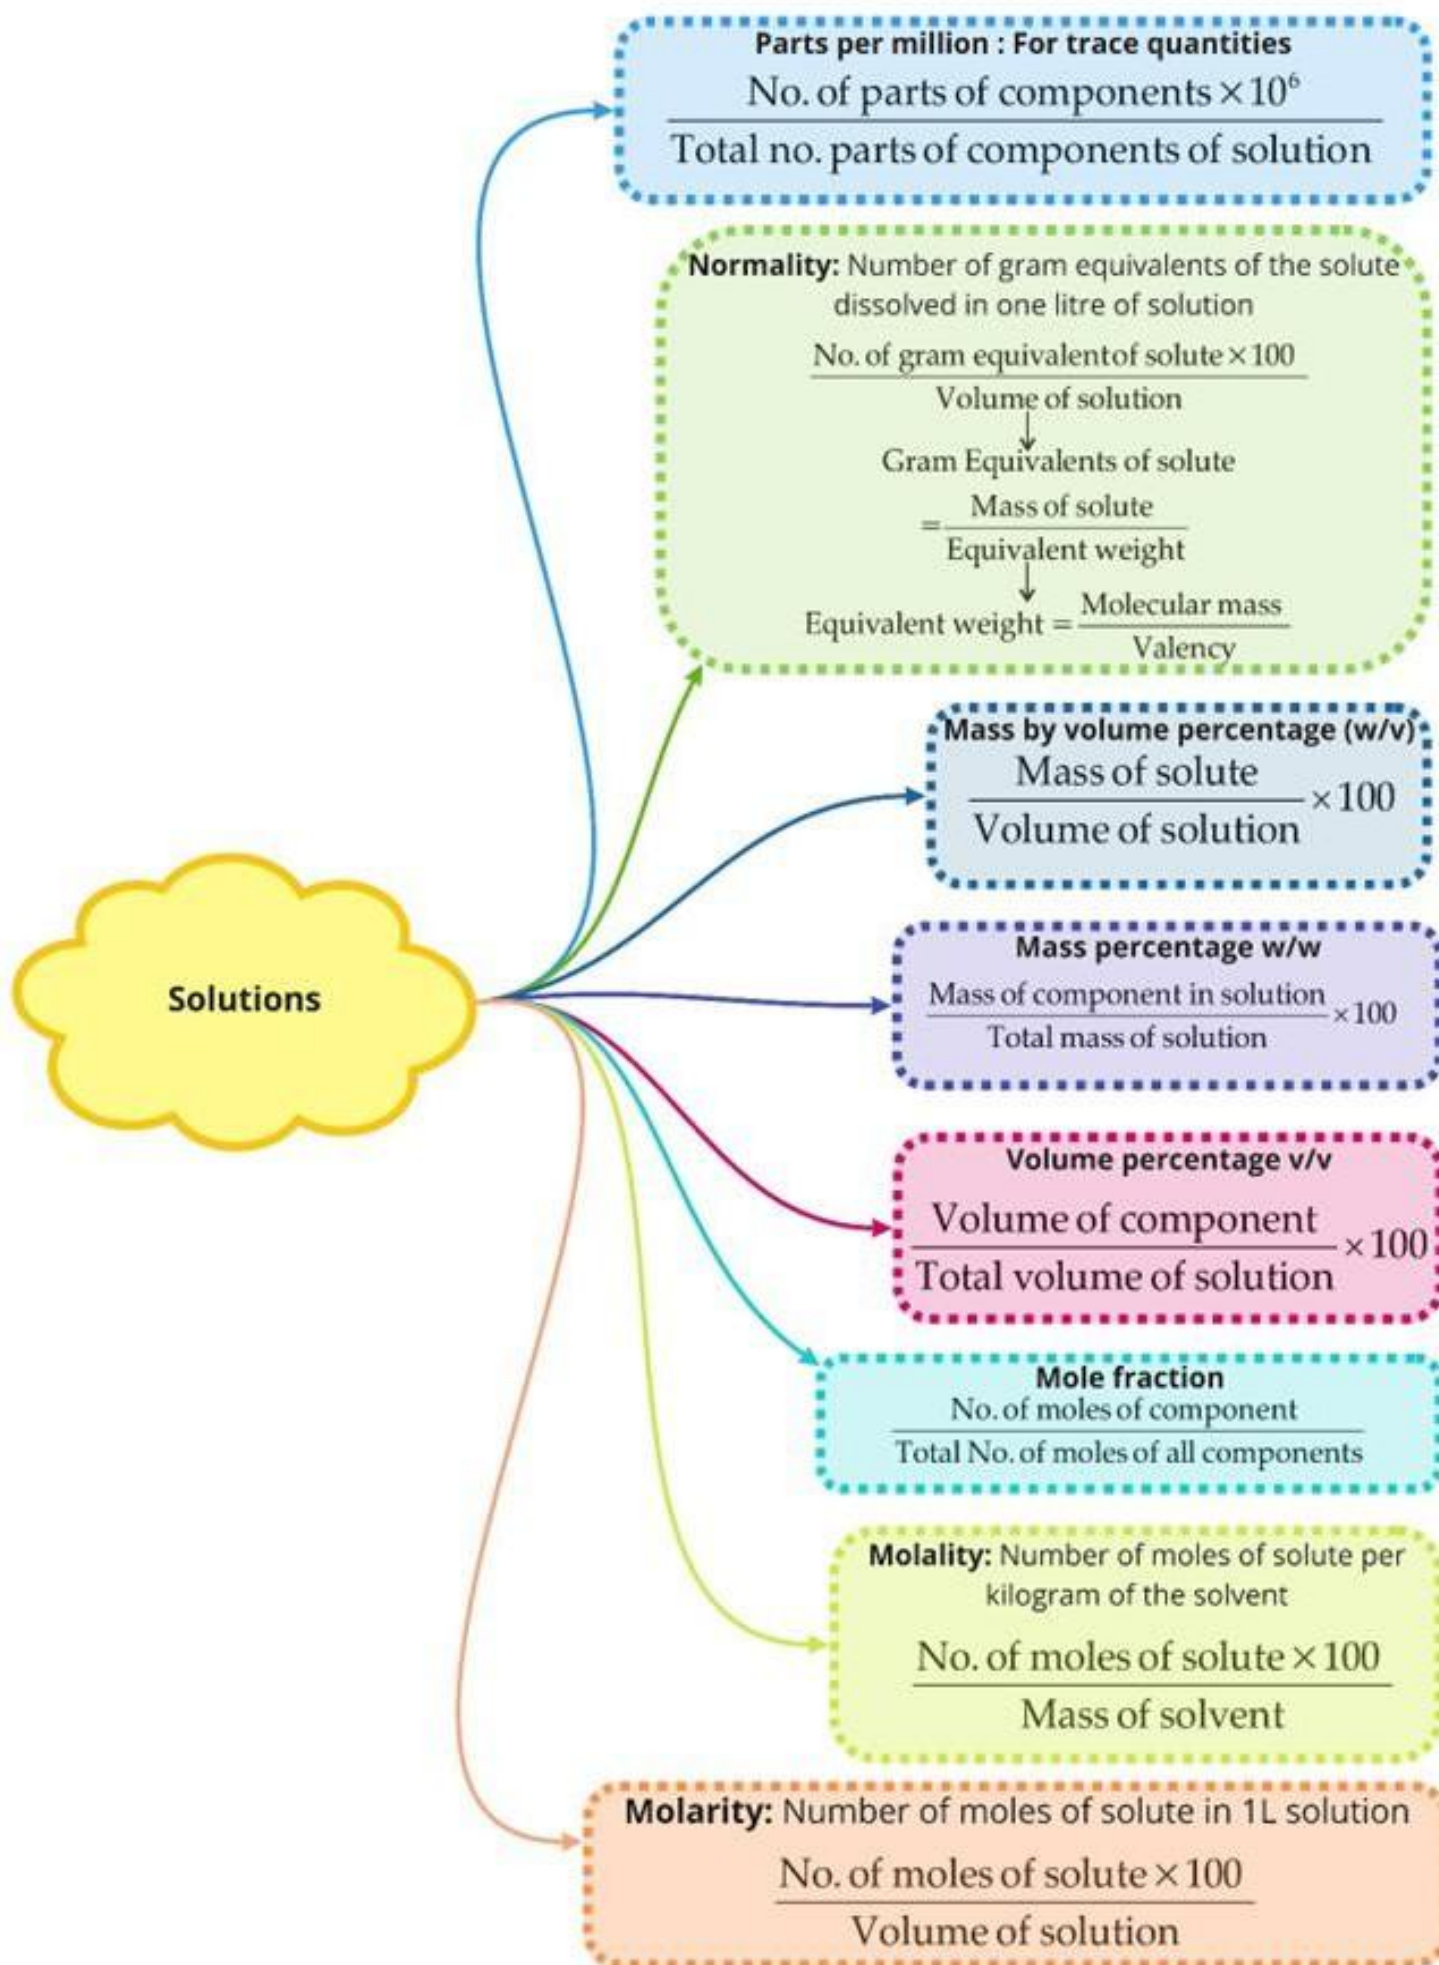 Parts per million : For trace quantities
No. of parts of components × 10⁶
Total no. parts of components of solution
Normality: Number of gram equivalents of the solute
dissolved in one litre of solution
No. of gram equivalent of solute × 100
Volume of solution
Gram Equivalents of solute
= Mass of solute
Equivalent weight
Equivalent weight = Molecular mass
Valency
Mass by volume percentage (w/v)
Mass of solute
Volume of solution × 100
Solutions
Mass percentage w/w
Mass of component in solution
Total mass of solution × 100
Volume percentage v/v
Volume of component
Total volume of solution × 100
Mole fraction
No. of moles of component
Total No. of moles of all components
Molality: Number of moles of solute per
kilogram of the solvent
No. of moles of solute × 100
Mass of solvent
Molarity: Number of moles of solute in 1L solution
No. of moles of solute × 100
Volume of solution